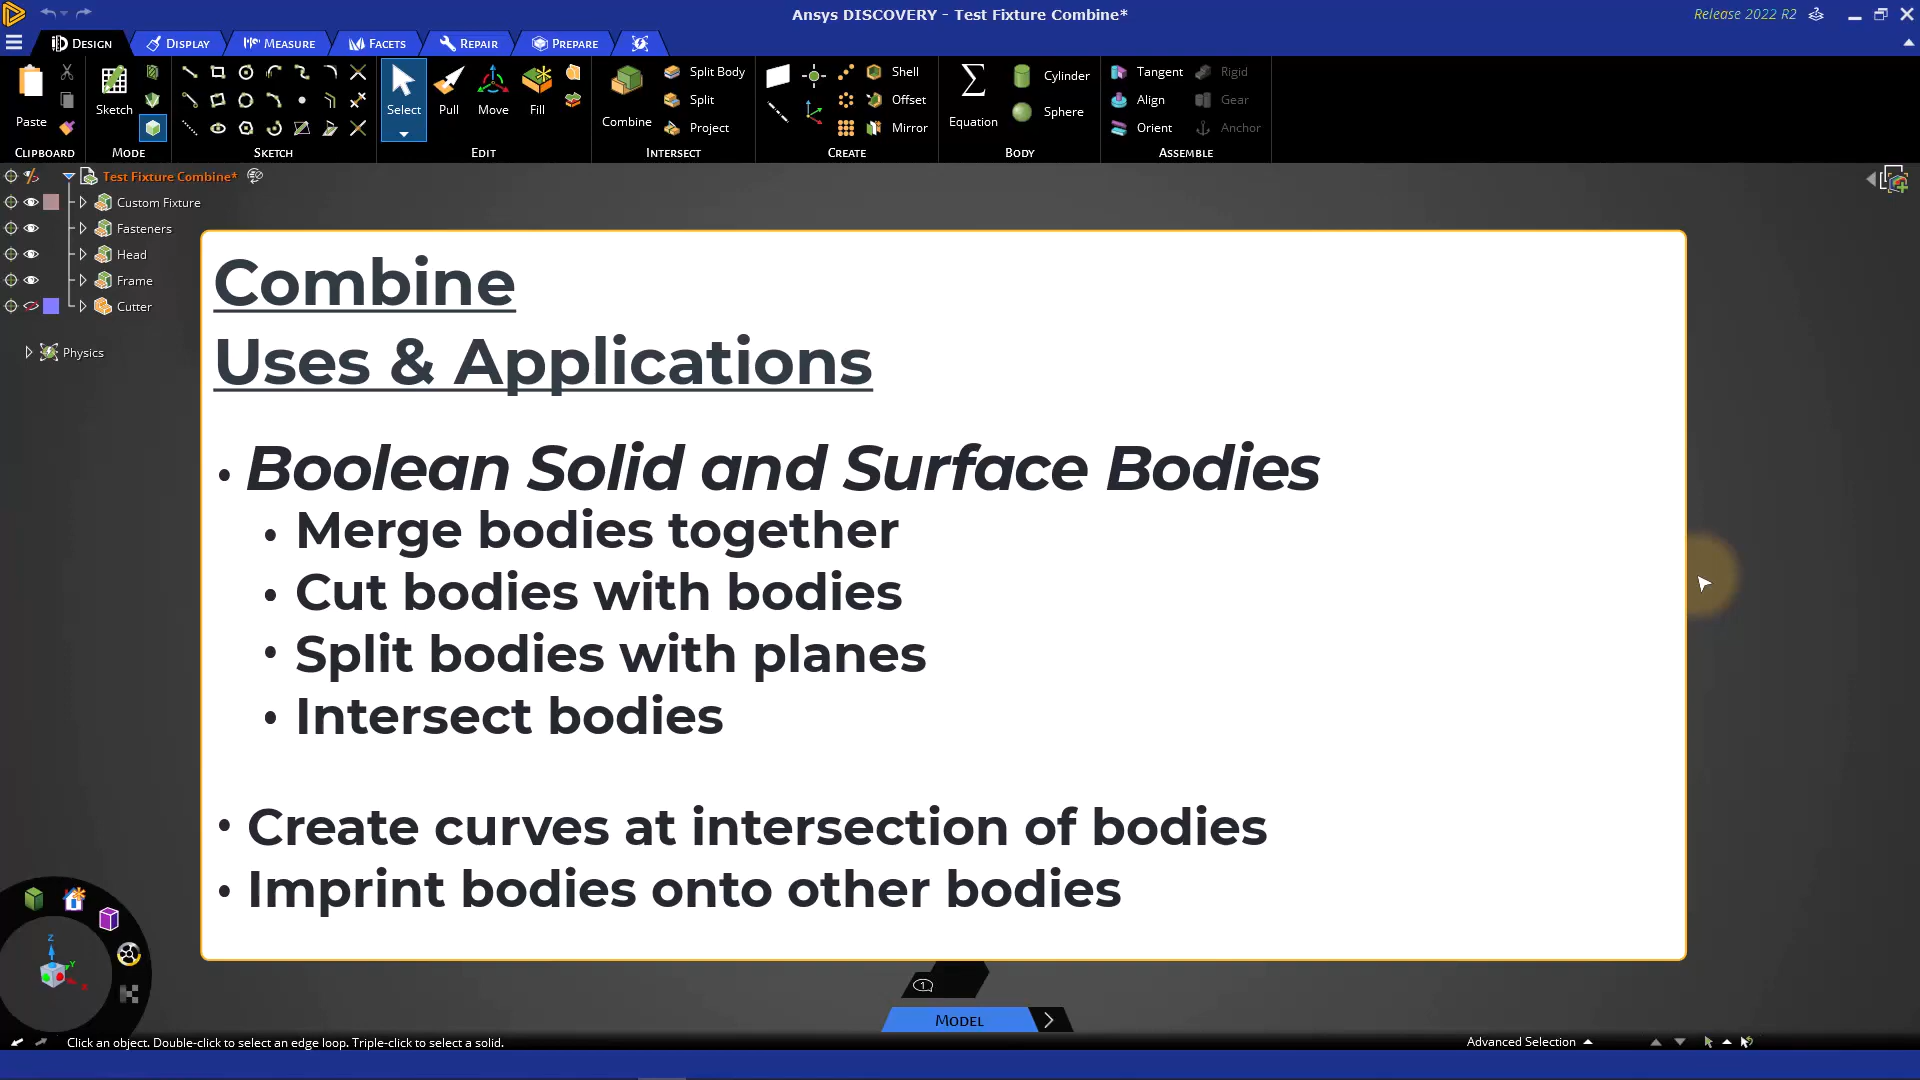 Ansys DISCOVERY - Test Fixture Combine*
Release 2022 R2
DESIGN
DISPLAY
MEASURE
FACETS
REPAIR
PREPARE
Paste
CLIPBOARD
Sketch
MODE
SKETCH
Select
Pull
Move
Fill
EDIT
Combine
Split Body
Split
Project
INTERSECT
Shell
Offset
Mirror
CREATE
Equation
Cylinder
Sphere
BODY
Tangent
Align
Orient
Rigid
Gear
Anchor
ASSEMBLE
Test Fixture Combine*
Custom Fixture
Fasteners
Head
Frame
Cutter
Physics
Combine
Uses & Applications
• Boolean Solid and Surface Bodies
• Merge bodies together
• Cut bodies with bodies
• Split bodies with planes
• Intersect bodies
• Create curves at intersection of bodies
• Imprint bodies onto other bodies
Z
Y
X
1
MODEL
Click an object. Double-click to select an edge loop. Triple-click to select a solid.
Advanced Selection